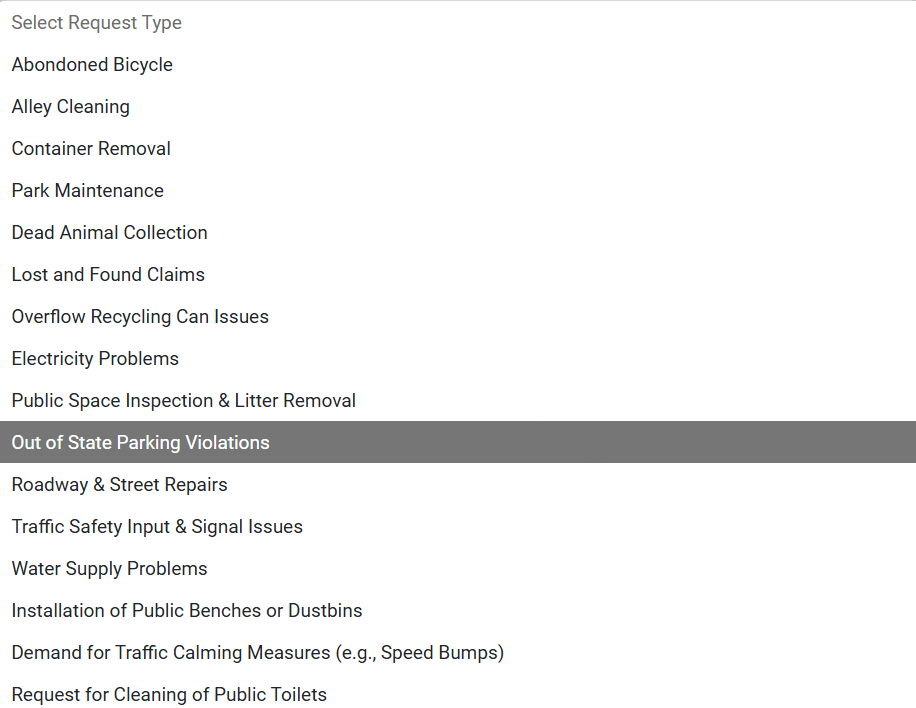 Select Request Type
Abondoned Bicycle
Alley Cleaning
Container Removal
Park Maintenance
Dead Animal Collection
Lost and Found Claims
Overflow Recycling Can Issues
Electricity Problems
Public Space Inspection & Litter Removal
Out of State Parking Violations
Roadway & Street Repairs
Traffic Safety Input & Signal Issues
Water Supply Problems
Installation of Public Benches or Dustbins
Demand for Traffic Calming Measures (e.g., Speed Bumps)
Request for Cleaning of Public Toilets